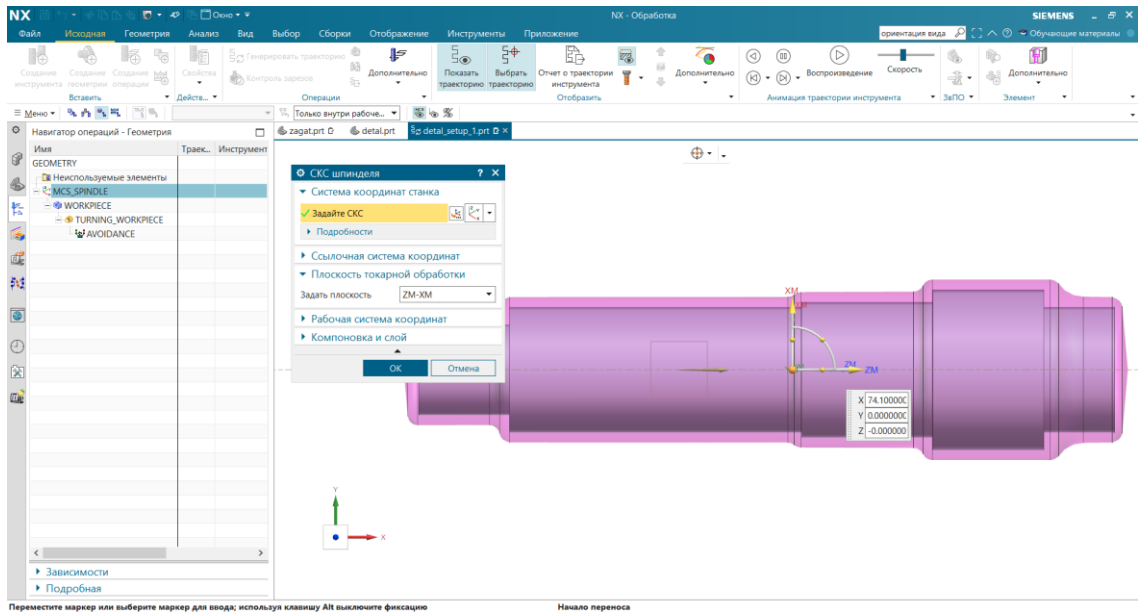 NX
Окно
NX - Обработка
SIEMENS
Файл Исходная Геометрия Анализ Вид Выбор Сборки Отображение Инструменты Приложение
ориентация вида
Обучающие материалы
Создание инструмента
Создание геометрии
Создание операции
Свойства
Генерировать траекторию
Контроль зарезов
Дополнительно
Показать траекторию
Выбрать траекторию
Отчет о траектории инструмента
Дополнительно
Воспроизведение
Скорость
Дополнительно
Вставить
Действ...
Операции
Отобразить
Анимация траектории инструмента
ЗвПО
Элемент
Меню
Только внутри рабоче...
Навигатор операций - Геометрия
zagat.prt
detal.prt
detal_setup_1.prt
Имя Траек... Инструмент
GEOMETRY
Неиспользуемые элементы
MCS_SPINDLE
WORKPIECE
TURNING_WORKPIECE
AVOIDANCE
СКС шпинделя
Система координат станка
Задайте СКС
Подробности
Ссылочная система координат
Плоскость токарной обработки
Задать плоскость ZM-XM
Рабочая система координат
Компоновка и слой
ОК Отмена
XM
ZM
ZM
X 74.10000C
Y 0.000000C
Z -0.000000
Y
X
Зависимости
Подробная
Переместите маркер или выберите маркер для ввода; используя клавишу Alt выключите фиксацию
Начало переноса